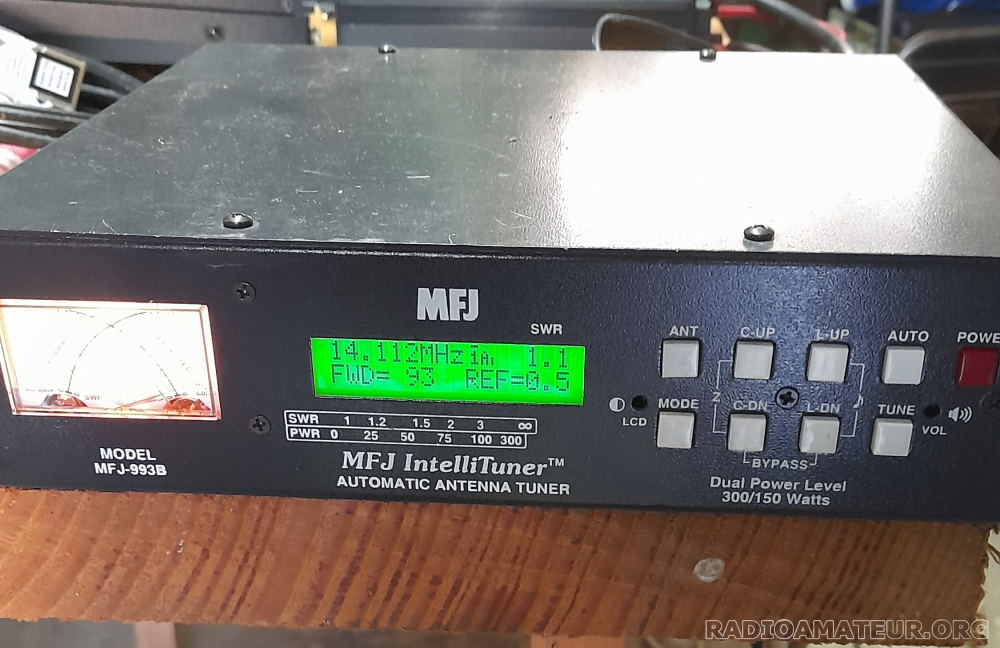 MFJ
SWR
14.112MHz 1.1
FWD= 93 REF=0.5
SWR 1 1.2 1.5 2 3 ∞
PWR 0 25 50 75 100 300
MFJ IntelliTuner™
AUTOMATIC ANTENNA TUNER
MODEL
MFJ-993B
SWR
ANT C-UP L-UP AUTO POWE
LCD MODE C-DN L-DN TUNE VOL
BYPASS
Dual Power Level
300/150 Watts
RADIOAMATEUR.ORG